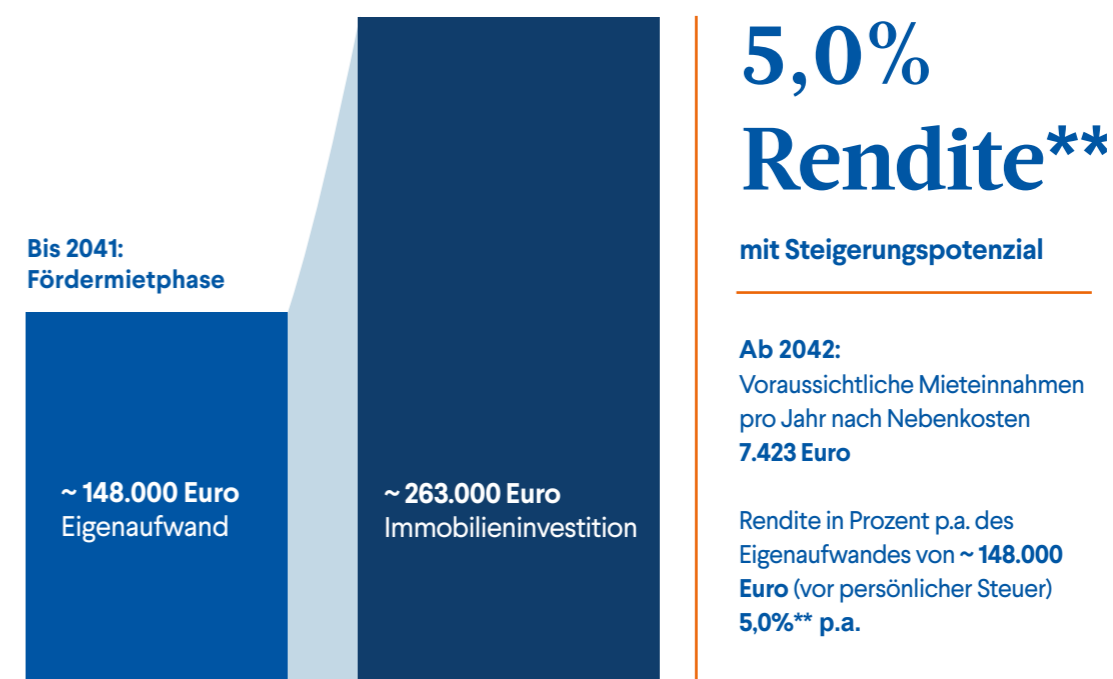 Bis 2041:
Fördermietphase
~ 148.000 Euro
Eigenaufwand
~ 263.000 Euro
Immobilieninvestition
5,0%
Rendite**
mit Steigerungspotenzial
Ab 2042:
Voraussichtliche Mieteinnahmen
pro Jahr nach Nebenkosten
7.423 Euro
Rendite in Prozent p.a. des
Eigenaufwandes von ~ 148.000
Euro (vor persönlicher Steuer)
5,0%** p.a.